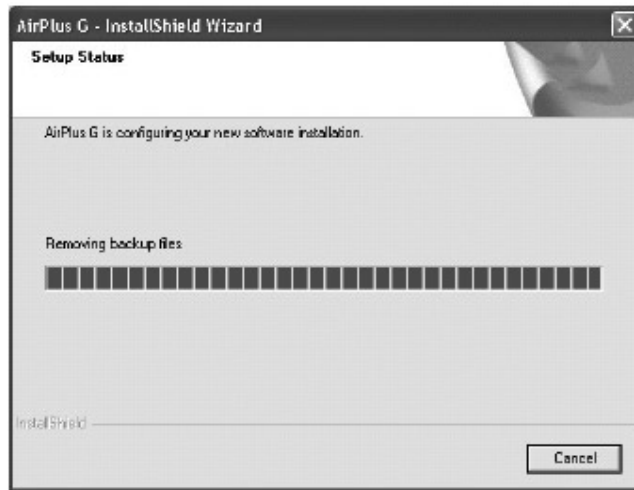 AirPlus G - InstallShield Wizard
Setup Status
AirPlus G is configuring your new software installation.
Removing backup files
InstallShield
Cancel